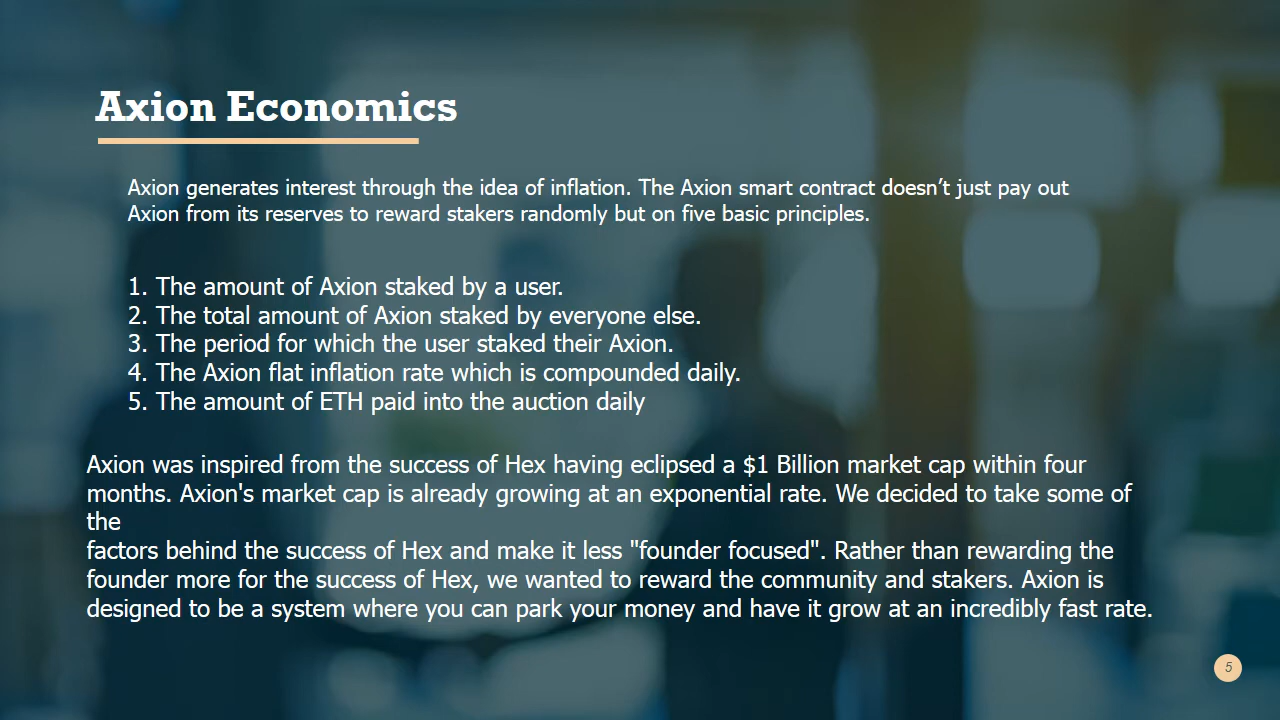 Axion Economics
Axion generates interest through the idea of inflation. The Axion smart contract doesn’t just pay out
Axion from its reserves to reward stakers randomly but on five basic principles.
1. The amount of Axion staked by a user.
2. The total amount of Axion staked by everyone else.
3. The period for which the user staked their Axion.
4. The Axion flat inflation rate which is compounded daily.
5. The amount of ETH paid into the auction daily
Axion was inspired from the success of Hex having eclipsed a $1 Billion market cap within four
months. Axion's market cap is already growing at an exponential rate. We decided to take some of
the
factors behind the success of Hex and make it less "founder focused". Rather than rewarding the
founder more for the success of Hex, we wanted to reward the community and stakers. Axion is
designed to be a system where you can park your money and have it grow at an incredibly fast rate.
5